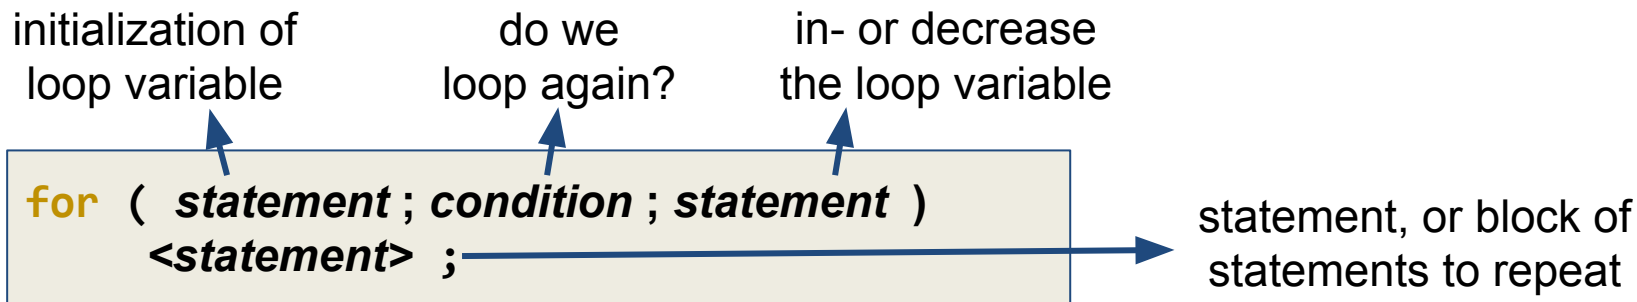 initialization of
loop variable
do we
loop again?
in- or decrease
the loop variable
for ( statement ; condition ; statement )
<statement> ;
statement, or block of
statements to repeat